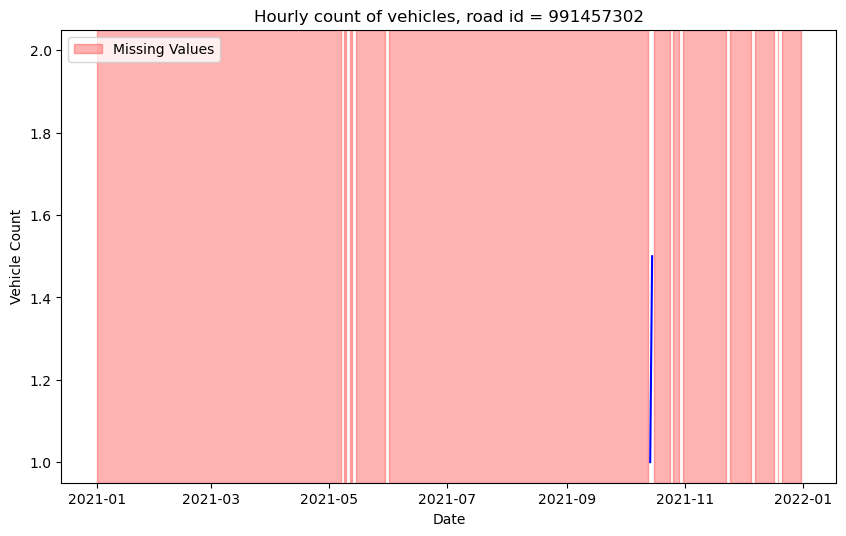 Hourly count of vehicles, road id = 991457302
Missing Values
Vehicle Count
2.0
1.8
1.6
1.4
1.2
1.0
2021-01 2021-03 2021-05 2021-07 2021-09 2021-11 2022-01
Date